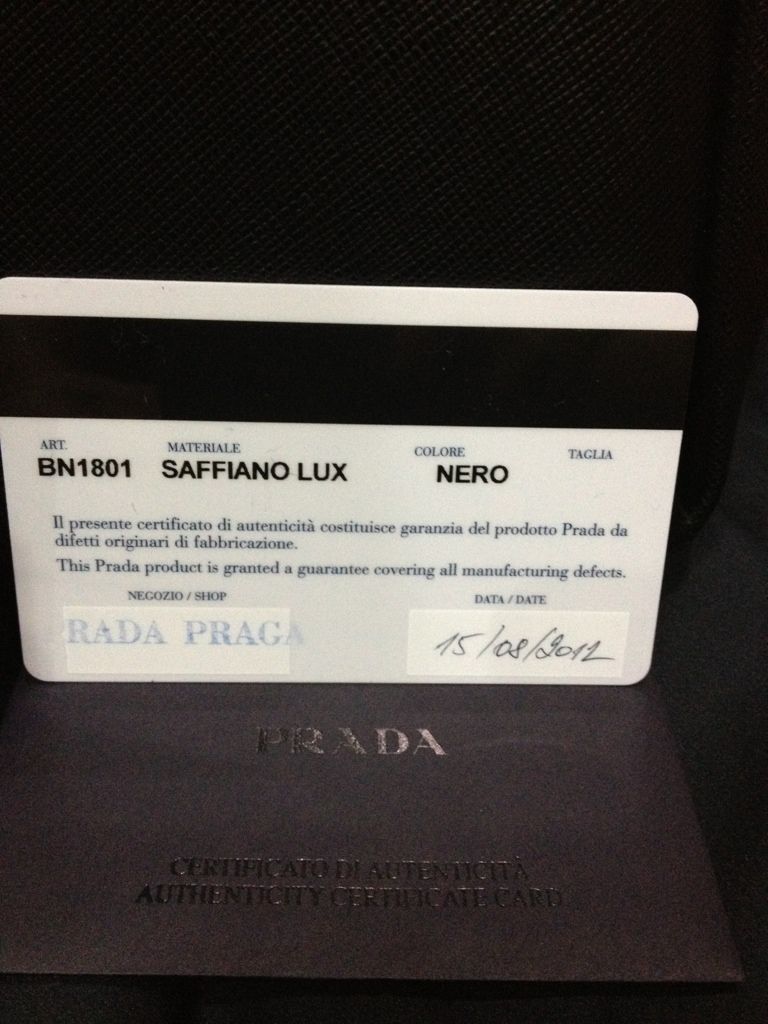 ART. MATERIALE COLORE TAGLIA
BN1801 SAFFIANO LUX NERO
Il presente certificato di autenticità costituisce garanzia del prodotto Prada da
difetti originari di fabbricazione.
This Prada product is granted a guarantee covering all manufacturing defects.
NEGOZIO / SHOP DATA / DATE
RADA PRAGA 15/08/2012
PRADA
CERTIFICATO DI AUTENTICITÀ
AUTHENTICITY CERTIFICATE CARD